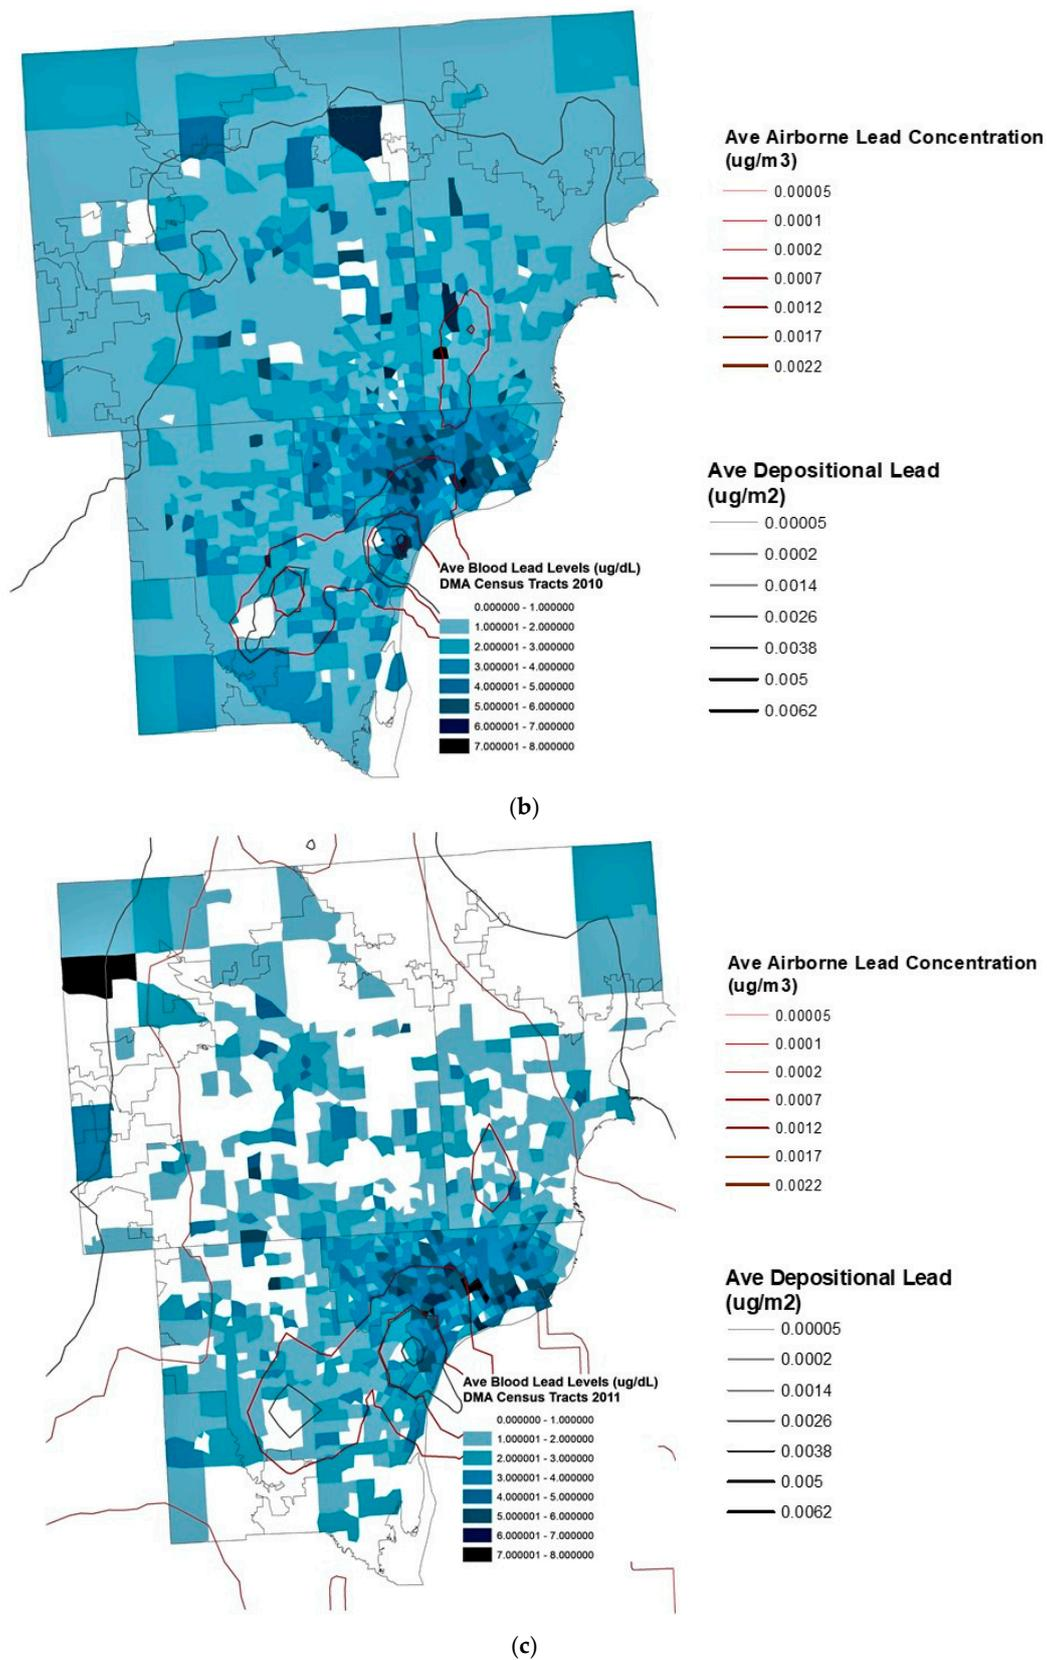 Ave Airborne Lead Concentration
(ug/m3)
0.00005
0.0001
0.0002
0.0007
0.0012
0.0017
0.0022
Ave Depositional Lead
(ug/m2)
0.00005
0.0002
0.0014
0.0026
0.0038
0.005
0.0062
Ave Blood Lead Levels (ug/dL)
DMA Census Tracts 2010
0.000000 - 1.000000
1.000001 - 2.000000
2.000001 - 3.000000
3.000001 - 4.000000
4.000001 - 5.000000
5.000001 - 6.000000
6.000001 - 7.000000
7.000001 - 8.000000
(b)
Ave Airborne Lead Concentration
(ug/m3)
0.00005
0.0001
0.0002
0.0007
0.0012
0.0017
0.0022
Ave Depositional Lead
(ug/m2)
0.00005
0.0002
0.0014
0.0026
0.0038
0.005
0.0062
Ave Blood Lead Levels (ug/dL)
DMA Census Tracts 2011
0.000000 - 1.000000
1.000001 - 2.000000
2.000001 - 3.000000
3.000001 - 4.000000
4.000001 - 5.000000
5.000001 - 6.000000
6.000001 - 7.000000
7.000001 - 8.000000
(c)